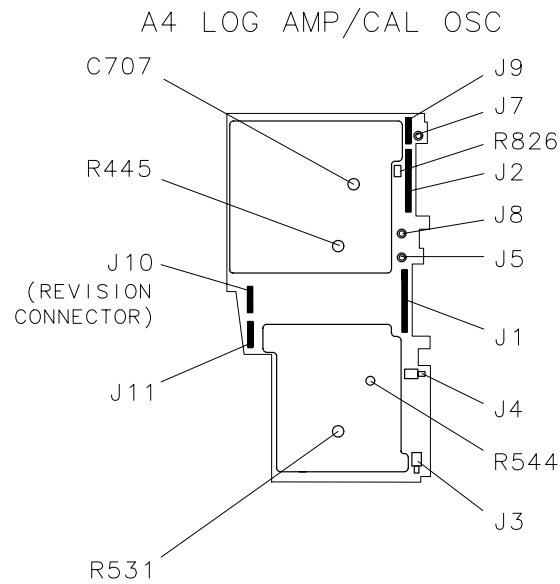 A4 LOG AMP/CAL OSC
C707
J9
J7
R826
R445
J2
J8
J10
(REVISION
CONNECTOR)
J5
J1
J11
J4
R544
J3
R531